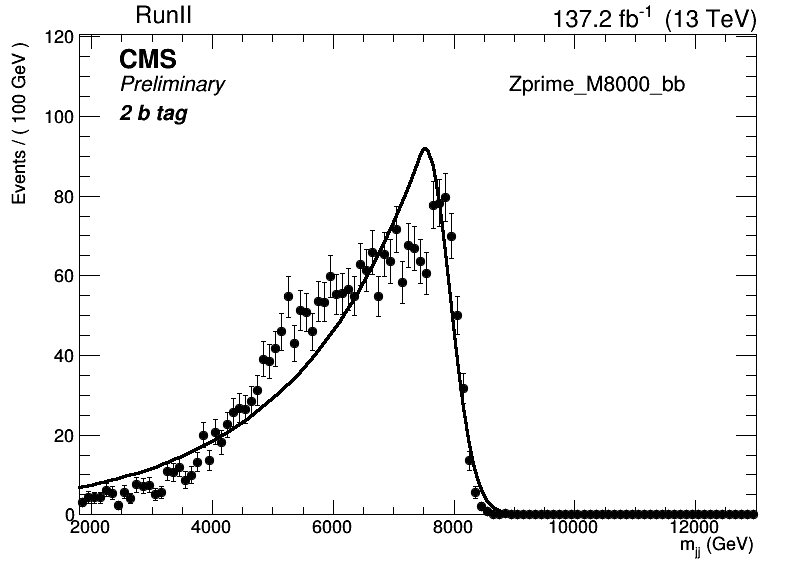 RunII 137.2 fb-1 (13 TeV)
CMS
Preliminary
Zprime_M8000_bb
2 b tag
Events / ( 100 GeV )
120
100
80
60
40
20
0
2000 4000 6000 8000 10000 12000
mjj (GeV)